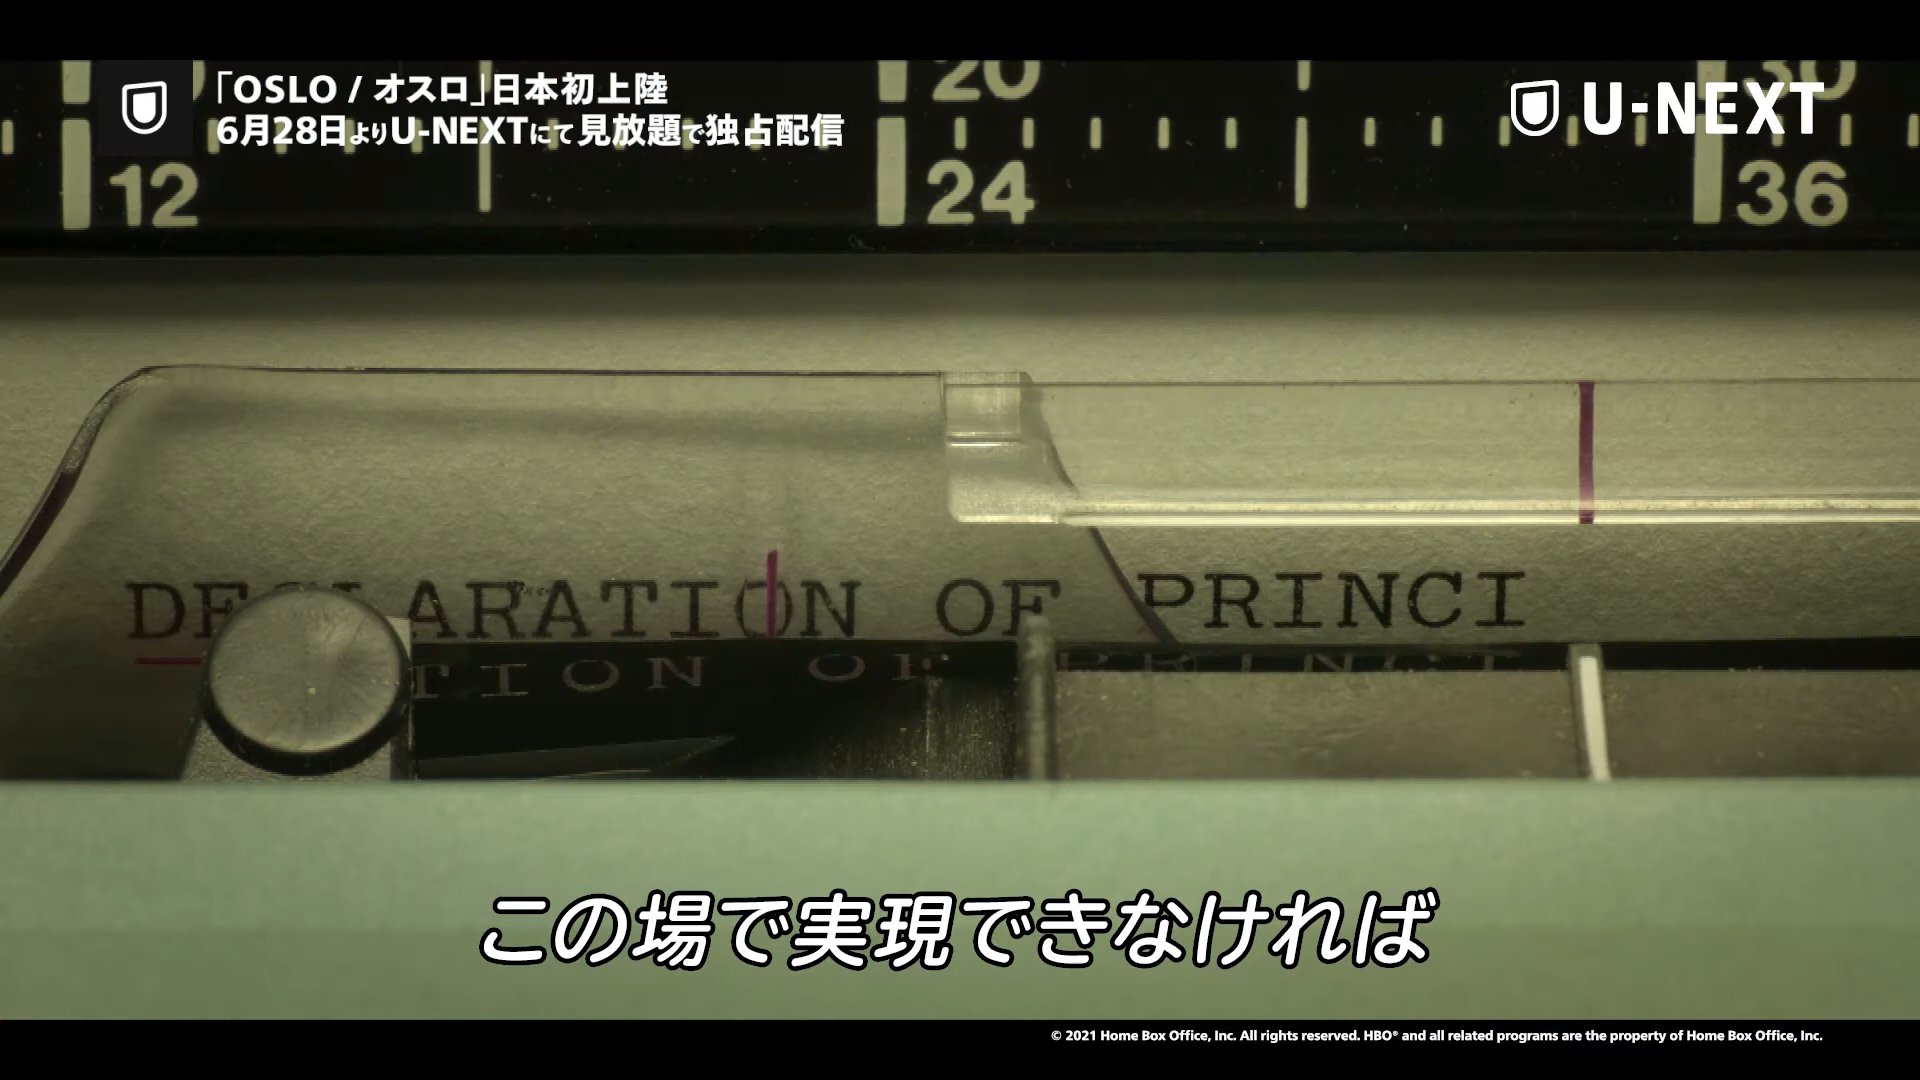 「OSLO / オスロ」日本初上陸
6月28日よりU-NEXTにて見放題で独占配信
U-NEXT
20
30
12
24
36
DECLARATION OF PRINCI
TION OF PRINCI
この場で実現できなければ
© 2021 Home Box Office, Inc. All rights reserved. HBO® and all related programs are the property of Home Box Office, Inc.